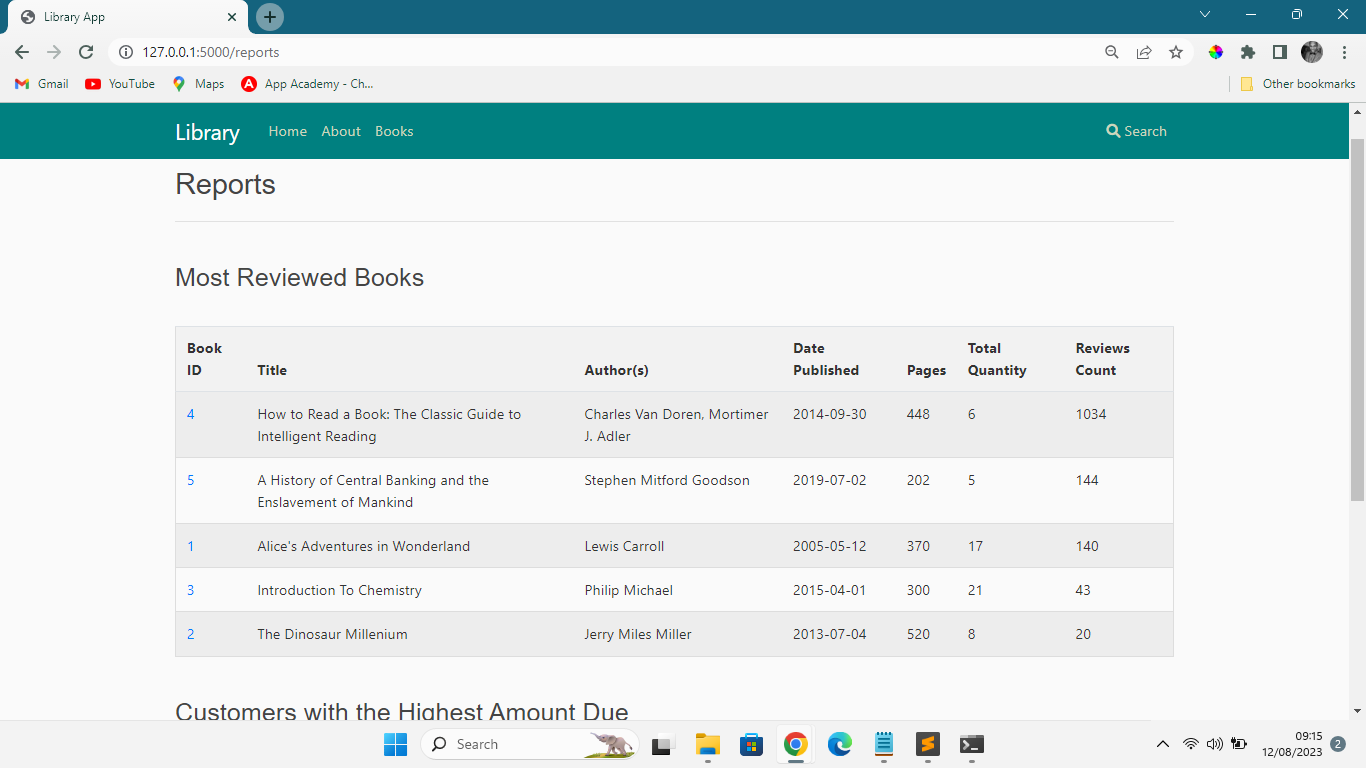 Library App
127.0.0.1:5000/reports
Gmail YouTube Maps App Academy - Ch... Other bookmarks
Library Home About Books Search
Reports
Most Reviewed Books
Book ID Title Author(s) Date Published Pages Total Quantity Reviews Count
4 How to Read a Book: The Classic Guide to Intelligent Reading Charles Van Doren, Mortimer J. Adler 2014-09-30 448 6 1034
5 A History of Central Banking and the Enslavement of Mankind Stephen Mitford Goodson 2019-07-02 202 5 144
1 Alice's Adventures in Wonderland Lewis Carroll 2005-05-12 370 17 140
3 Introduction To Chemistry Philip Michael 2015-04-01 300 21 43
2 The Dinosaur Millenium Jerry Miles Miller 2013-07-04 520 8 20
Customers with the Highest Amount Due
Search
09:15
12/08/2023
2